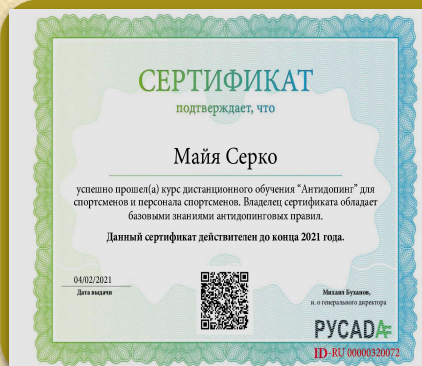 СЕРТИФИКАТ
подтверждает, что
Майя Серко
успешно прошел(а) курс дистанционного обучения “Антидопинг” для
спортсменов и персонала спортсменов. Владелец сертификата обладает
базовыми знаниями антидопинговых правил.
Данный сертификат действителен до конца 2021 года.
04/02/2021
Дата выдачи
Михаил Буханов,
и. о генерального директора
РУСАДА
ID-RU 00000320072